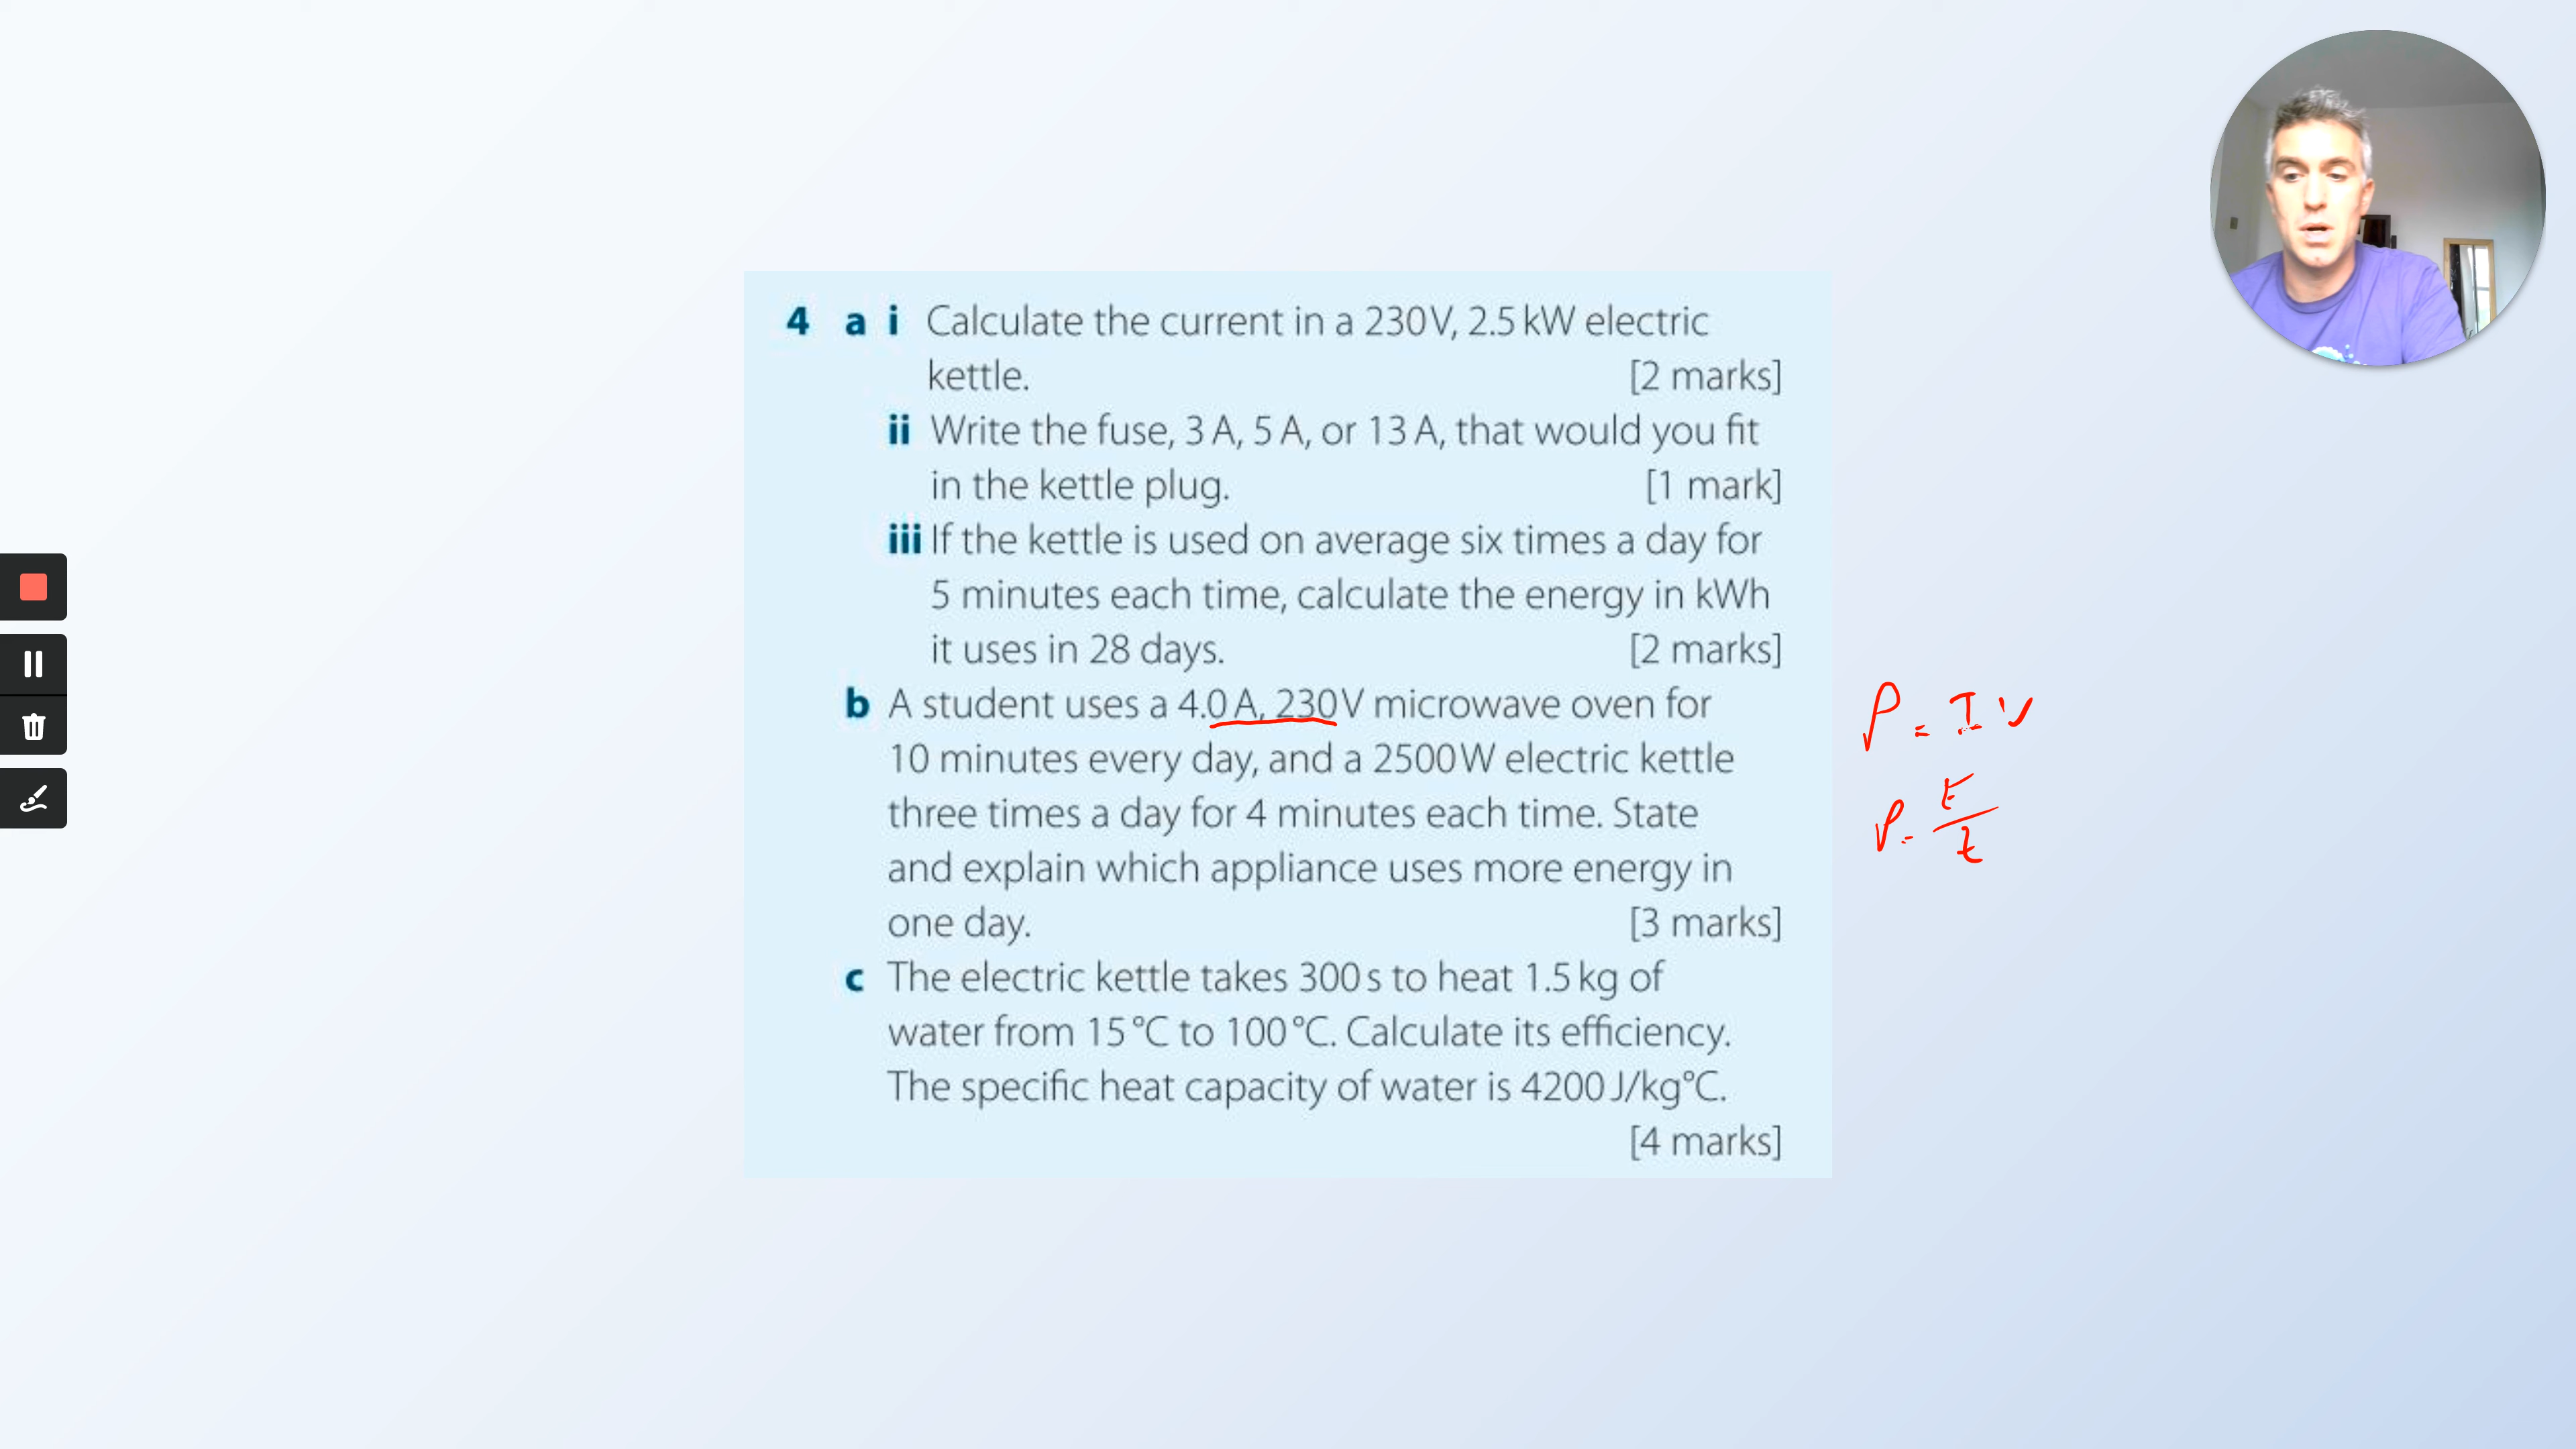 4 a i Calculate the current in a 230V, 2.5 kW electric
kettle. [2 marks]
ii Write the fuse, 3 A, 5 A, or 13 A, that would you fit
in the kettle plug. [1 mark]
iii If the kettle is used on average six times a day for
5 minutes each time, calculate the energy in kWh
it uses in 28 days. [2 marks]
b A student uses a 4.0 A, 230V microwave oven for
10 minutes every day, and a 2500W electric kettle
three times a day for 4 minutes each time. State
and explain which appliance uses more energy in
one day. [3 marks]
c The electric kettle takes 300 s to heat 1.5 kg of
water from 15 °C to 100 °C. Calculate its efficiency.
The specific heat capacity of water is 4200 J/kg°C.
[4 marks]
P = I V
P = E
t